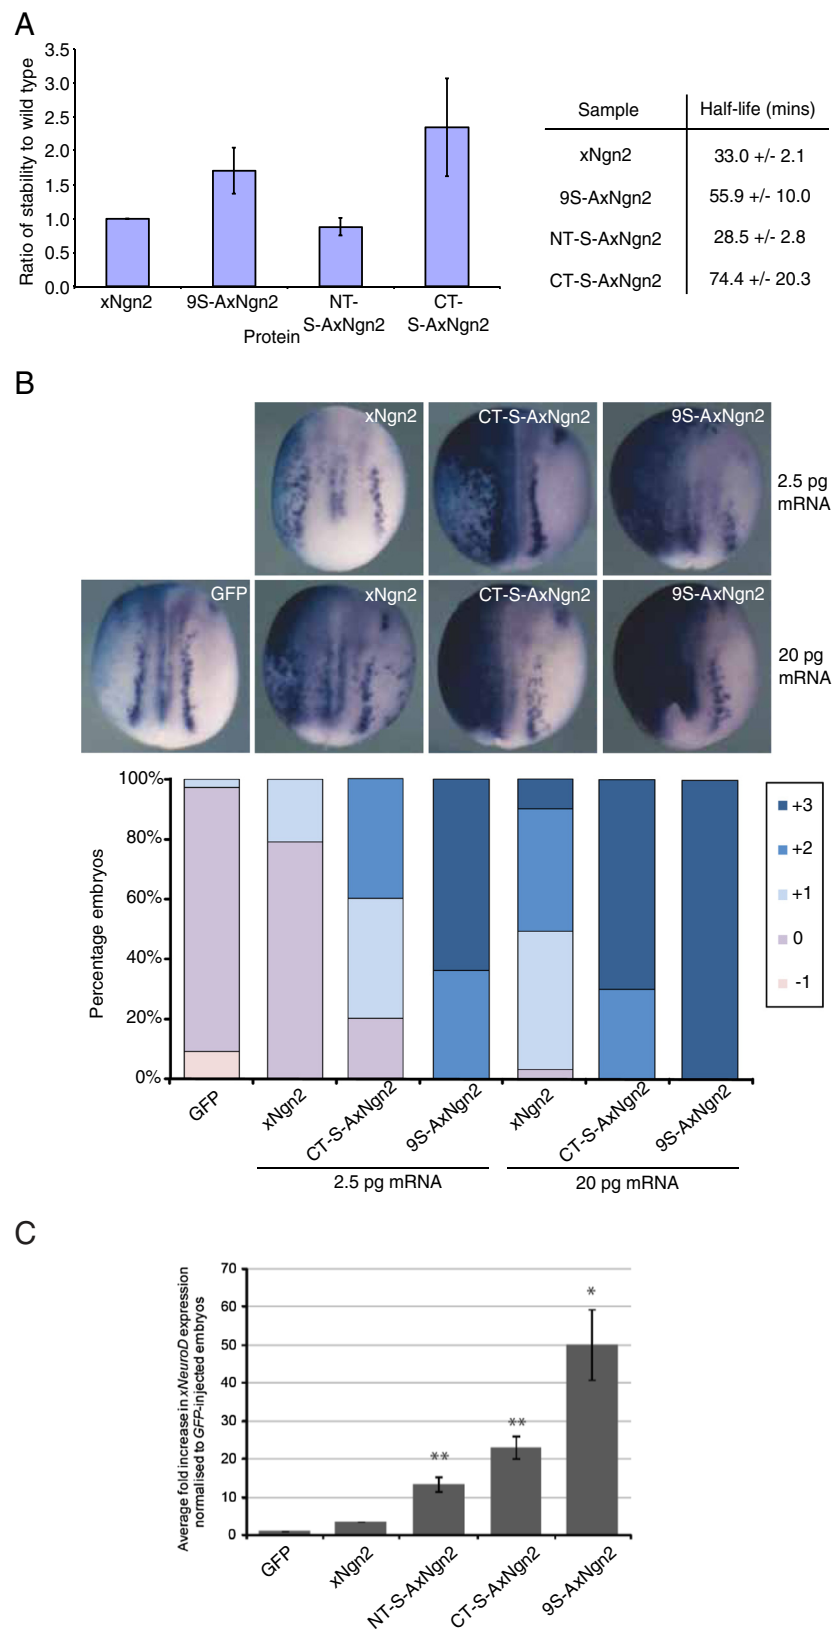 A
Ratio of stability to wild type
3.5
3.0
2.5
2.0
1.5
1.0
0.5
0.0
xNgn2
9S-AxNgn2
NT-
S-AxNgn2
CT-
S-AxNgn2
Protein
Sample Half-life (mins)
xNgn2 33.0 +/- 2.1
9S-AxNgn2 55.9 +/- 10.0
NT-S-AxNgn2 28.5 +/- 2.8
CT-S-AxNgn2 74.4 +/- 20.3
B
xNgn2
CT-S-AxNgn2
9S-AxNgn2
2.5 pg
mRNA
GFP
xNgn2
CT-S-AxNgn2
9S-AxNgn2
20 pg
mRNA
Percentage embryos
100%
80%
60%
40%
20%
0%
+3
+2
+1
0
-1
GFP
xNgn2
CT-S-AxNgn2
9S-AxNgn2
xNgn2
CT-S-AxNgn2
9S-AxNgn2
2.5 pg mRNA
20 pg mRNA
C
Average fold increase in xNeuroD expression
normalised to GFP-injected embryos
70
60
50
40
30
20
10
0
**
**
*
GFP
xNgn2
NT-S-AxNgn2
CT-S-AxNgn2
9S-AxNgn2